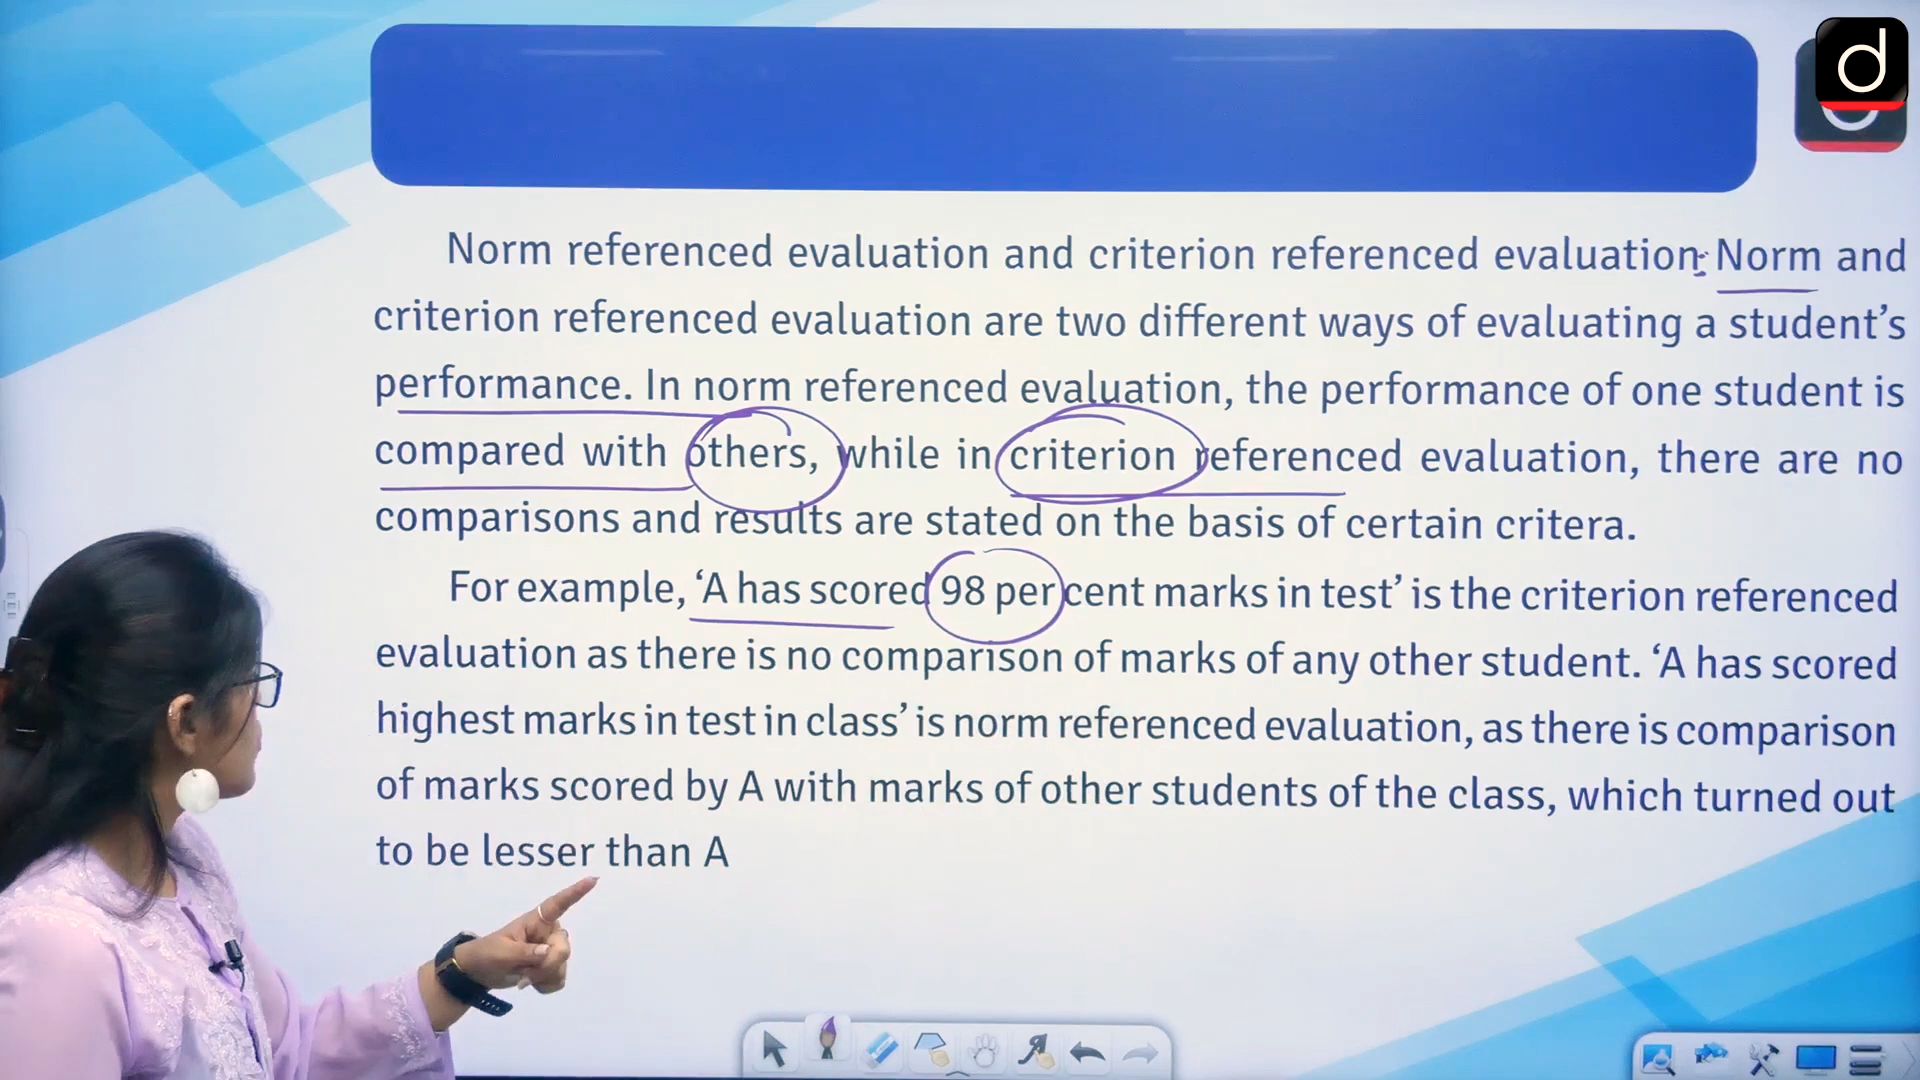 d
Norm referenced evaluation and criterion referenced evaluation: Norm and
criterion referenced evaluation are two different ways of evaluating a student’s
performance. In norm referenced evaluation, the performance of one student is
compared with others, while in criterion referenced evaluation, there are no
comparisons and results are stated on the basis of certain critera.
For example, ‘A has scored 98 per cent marks in test’ is the criterion referenced
evaluation as there is no comparison of marks of any other student. ‘A has scored
highest marks in test in class’ is norm referenced evaluation, as there is comparison
of marks scored by A with marks of other students of the class, which turned out
to be lesser than A